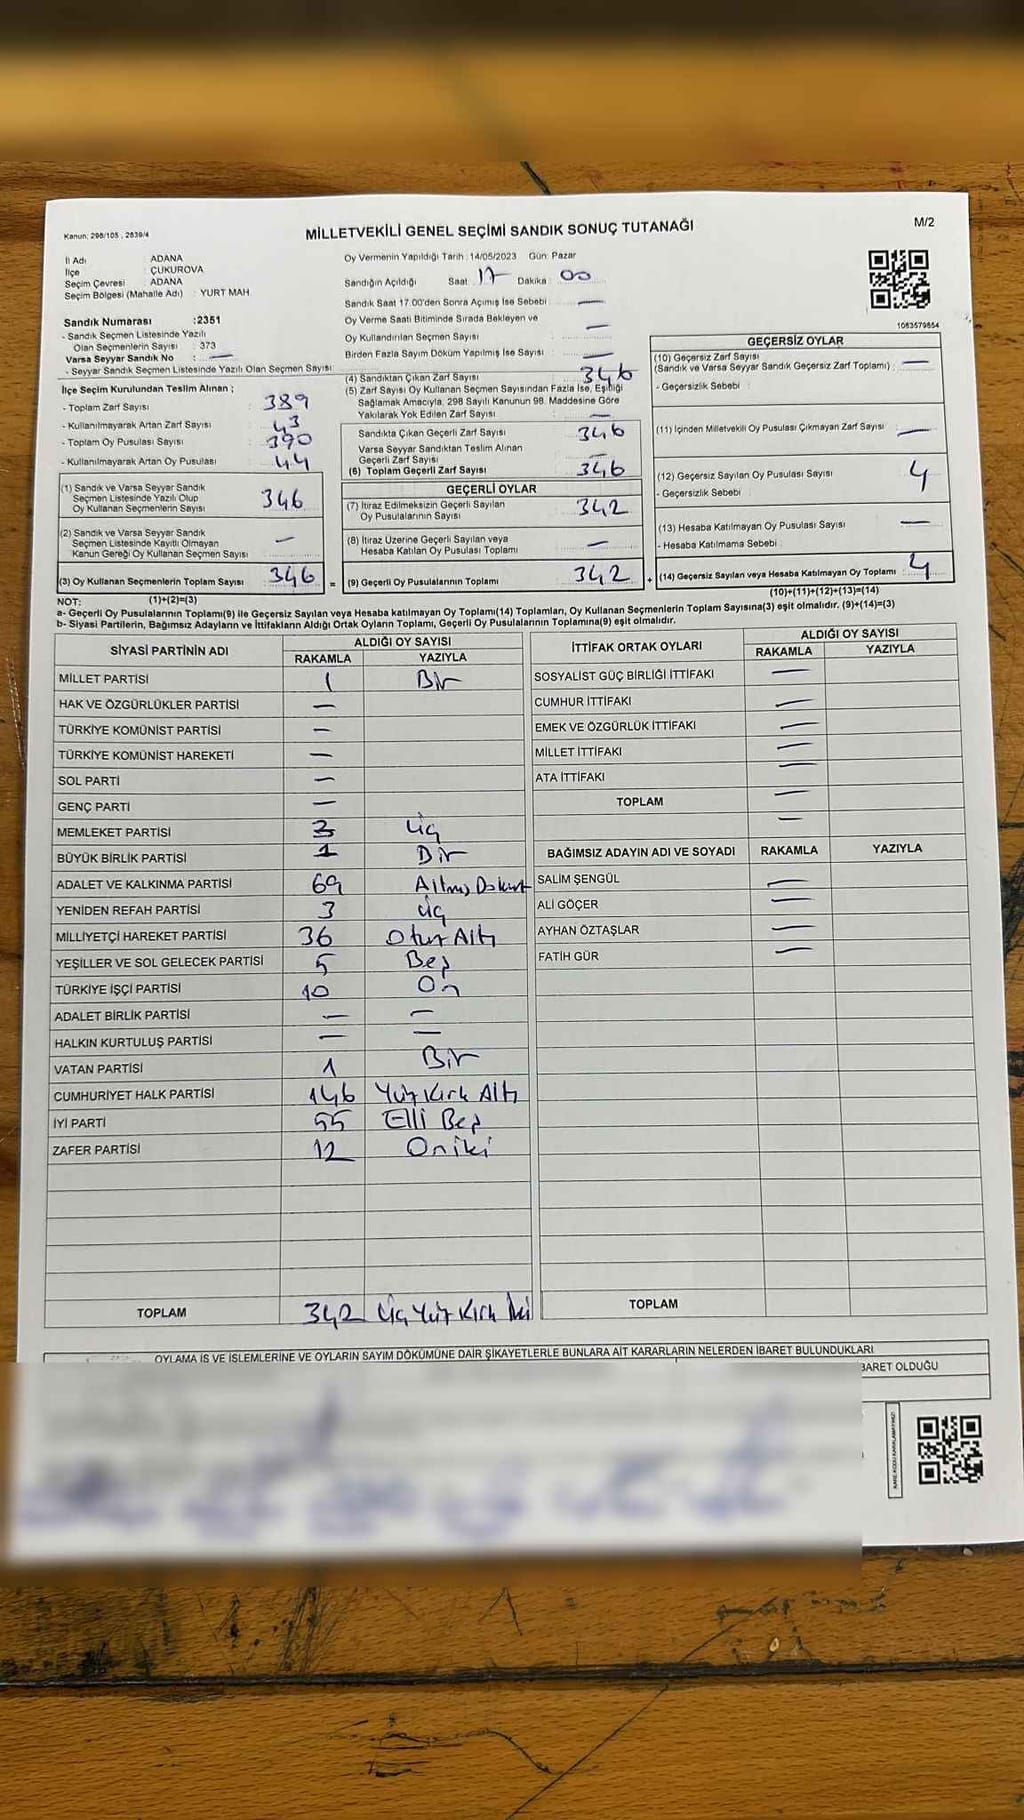 Kanun: 298/105 , 2839/4
MİLLETVEKİLİ GENEL SEÇİMİ SANDIK SONUÇ TUTANAĞI
M/2
İl Adı : ADANA
İlçe : ÇUKUROVA
Seçim Çevresi : ADANA
Seçim Bölgesi (Mahalle Adı) : YURT MAH
Sandık Numarası :2351
- Sandık Seçmen Listesinde Yazılı
Olan Seçmenlerin Sayısı : 373
Varsa Seyyar Sandık No : —
- Seyyar Sandık Seçmen Listesinde Yazılı Olan Seçmen Sayısı:
İlçe Seçim Kurulundan Teslim Alınan ;
- Toplam Zarf Sayısı : 389
- Kullanılmayarak Artan Zarf Sayısı : 43
- Toplam Oy Pusulası Sayısı : 390
- Kullanılmayarak Artan Oy Pusulası : 44
(1) Sandık ve Varsa Seyyar Sandık
Seçmen Listesinde Yazılı Olup
Oy Kullanan Seçmenlerin Sayısı 346
(2) Sandık ve Varsa Seyyar Sandık
Seçmen Listesinde Kayıtlı Olmayan
Kanun Gereği Oy Kullanan Seçmen Sayısı —
(3) Oy Kullanan Seçmenlerin Toplam Sayısı 346 =
(1)+(2)=(3)
Oy Vermenin Yapıldığı Tarih :14/05/2023 Gün: Pazar
Sandığın Açıldığı Saat : 17 Dakika : 00
Sandık Saat 17.00'den Sonra Açılmış İse Sebebi : —
Oy Verme Saati Bitiminde Sırada Bekleyen ve
Oy Kullandırılan Seçmen Sayısı : —
Birden Fazla Sayım Döküm Yapılmış İse Sayısı : —
(4) Sandıktan Çıkan Zarf Sayısı : 346
(5) Zarf Sayısı Oy Kullanan Seçmen Sayısından Fazla İse, Eşitliği
Sağlamak Amacıyla, 298 Sayılı Kanunun 98. Maddesine Göre
Yakılarak Yok Edilen Zarf Sayısı : —
Sandıkta Çıkan Geçerli Zarf Sayısı : 346
Varsa Seyyar Sandıktan Teslim Alınan
Geçerli Zarf Sayısı : —
(6) Toplam Geçerli Zarf Sayısı : 346
GEÇERLİ OYLAR
(7) İtiraz Edilmeksizin Geçerli Sayılan
Oy Pusulalarının Sayısı : 342
(8) İtiraz Üzerine Geçerli Sayılan veya
Hesaba Katılan Oy Pusulası Toplamı : —
(9) Geçerli Oy Pusulalarının Toplamı : 342 +
1063579854
GEÇERSİZ OYLAR
(10) Geçersiz Zarf Sayısı
(Sandık ve Varsa Seyyar Sandık Geçersiz Zarf Toplamı) : —
- Geçersizlik Sebebi :
(11) İçinden Milletvekili Oy Pusulası Çıkmayan Zarf Sayısı : —
(12) Geçersiz Sayılan Oy Pusulası Sayısı : 4
- Geçersizlik Sebebi :
(13) Hesaba Katılmayan Oy Pusulası Sayısı : —
- Hesaba Katılmama Sebebi :
(14) Geçersiz Sayılan veya Hesaba Katılmayan Oy Toplamı : 4
(10)+(11)+(12)+(13)=(14)
NOT:
a- Geçerli Oy Pusulalarının Toplamı(9) ile Geçersiz Sayılan veya Hesaba katılmayan Oy Toplamı(14) Toplamları, Oy Kullanan Seçmenlerin Toplam Sayısına(3) eşit olmalıdır. (9)+(14)=(3)
b- Siyasi Partilerin, Bağımsız Adayların ve İttifakların Aldığı Ortak Oyların Toplamı, Geçerli Oy Pusulalarının Toplamına(9) eşit olmalıdır.
SİYASİ PARTİNİN ADI ALDIĞI OY SAYISI
RAKAMLA YAZIYLA
MİLLET PARTİSİ 1 Bir
HAK VE ÖZGÜRLÜKLER PARTİSİ —
TÜRKİYE KOMÜNİST PARTİSİ —
TÜRKİYE KOMÜNİST HAREKETİ —
SOL PARTİ —
GENÇ PARTİ —
MEMLEKET PARTİSİ 3 Üç
BÜYÜK BİRLİK PARTİSİ 1 Bir
ADALET VE KALKINMA PARTİSİ 69 Altmış Dokuz
YENİDEN REFAH PARTİSİ 3 Üç
MİLLİYETÇİ HAREKET PARTİSİ 36 Otuz Altı
YEŞİLLER VE SOL GELECEK PARTİSİ 5 Beş
TÜRKİYE İŞÇİ PARTİSİ 10 On
ADALET BİRLİK PARTİSİ — —
HALKIN KURTULUŞ PARTİSİ — —
VATAN PARTİSİ 1 Bir
CUMHURİYET HALK PARTİSİ 146 Yüz Kırk Altı
İYİ PARTİ 55 Elli Beş
ZAFER PARTİSİ 12 Oniki
TOPLAM 342 Üç Yüz Kırk İki
İTTİFAK ORTAK OYLARI ALDIĞI OY SAYISI
RAKAMLA YAZIYLA
SOSYALİST GÜÇ BİRLİĞİ İTTİFAKI —
CUMHUR İTTİFAKI —
EMEK VE ÖZGÜRLÜK İTTİFAKI —
MİLLET İTTİFAKI —
ATA İTTİFAKI —
TOPLAM —
—
BAĞIMSIZ ADAYIN ADI VE SOYADI RAKAMLA YAZIYLA
SALİM ŞENGÜL —
ALİ GÖÇER —
AYHAN ÖZTAŞLAR —
FATİH GÜR —
TOPLAM
OYLAMA İŞ VE İŞLEMLERİNE VE OYLARIN SAYIM DÖKÜMÜNE DAİR ŞİKAYETLERLE BUNLARA AİT KARARLARIN NELERDEN İBARET BULUNDUKLARI
BARET OLDUĞU